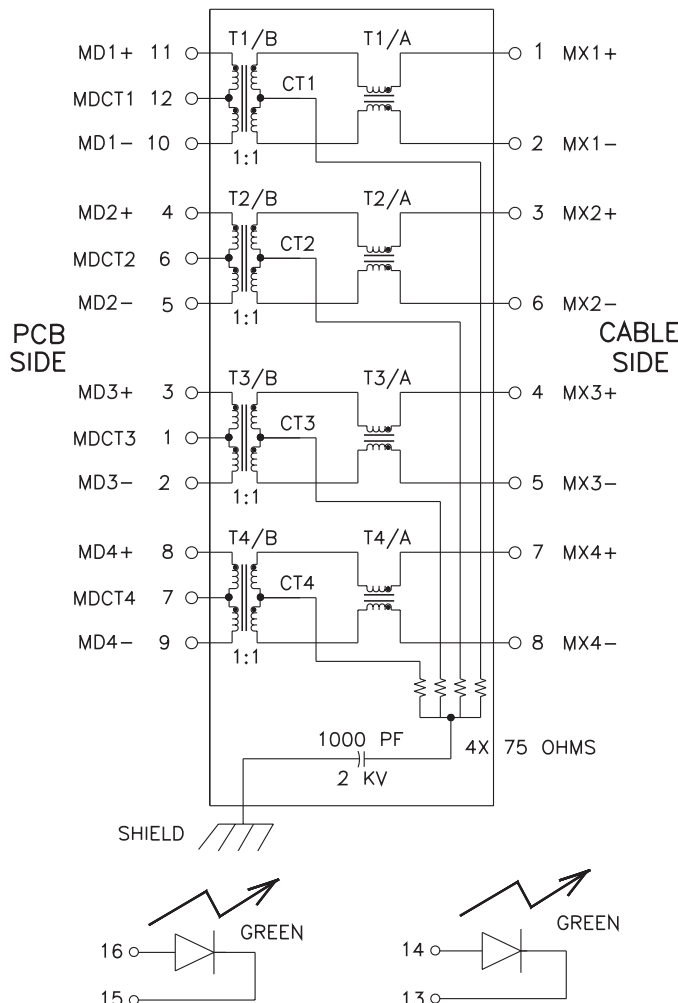 T1/B T1/A
MD1+ 11 1 MX1+
CT1
MDCT1 12
MD1− 10 2 MX1−
1:1
T2/B T2/A
MD2+ 4 3 MX2+
CT2
MDCT2 6
MD2− 5 6 MX2−
1:1
PCB SIDE
CABLE SIDE
T3/B T3/A
MD3+ 3 4 MX3+
CT3
MDCT3 1
MD3− 2 5 MX3−
1:1
T4/B T4/A
MD4+ 8 7 MX4+
CT4
MDCT4 7
MD4− 9 8 MX4−
1:1
1000 PF
4X 75 OHMS
2 KV
SHIELD
GREEN
GREEN
16
14
15
13